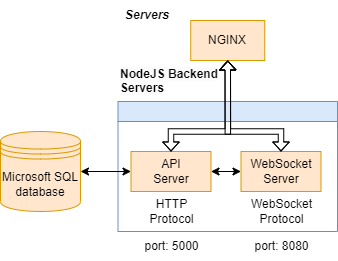 Servers
NGINX
NodeJS Backend
Servers
Microsoft SQL
database
API
Server
WebSocket
Server
HTTP
Protocol
WebSocket
Protocol
port: 5000
port: 8080